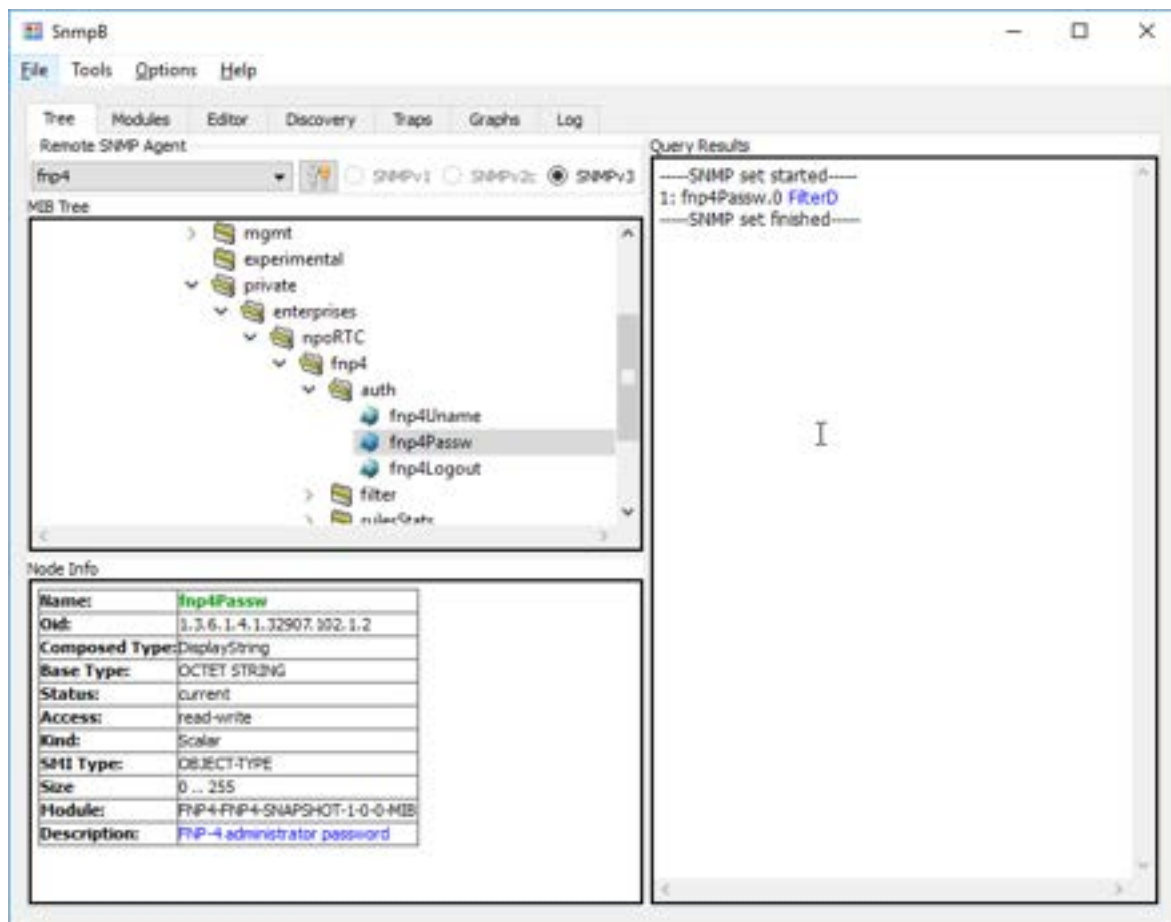 SnmpB
File Tools Options Help
Tree Modules Editor Discovery Traps Graphs Log
Remote SNMP Agent
fnp4 SNMPv1 SNMPv2c SNMPv3
MIB Tree
mgmt
experimental
private
enterprises
npoRTC
fnp4
auth
fnp4Uname
fnp4Passw
fnp4Logout
filter
rulesStats
Node Info
Name: fnp4Passw
Oid: 1.3.6.1.4.1.32907.102.1.2
Composed Type: DisplayString
Base Type: OCTET STRING
Status: current
Access: read-write
Kind: Scalar
SMI Type: OBJECT-TYPE
Size 0 .. 255
Module: FNP4-FNP4-SNAPSHOT-1-0-0-MIB
Description: FNP-4 administrator password
Query Results
-----SNMP set started-----
1: fnp4Passw.0 FilterD
-----SNMP set finished-----